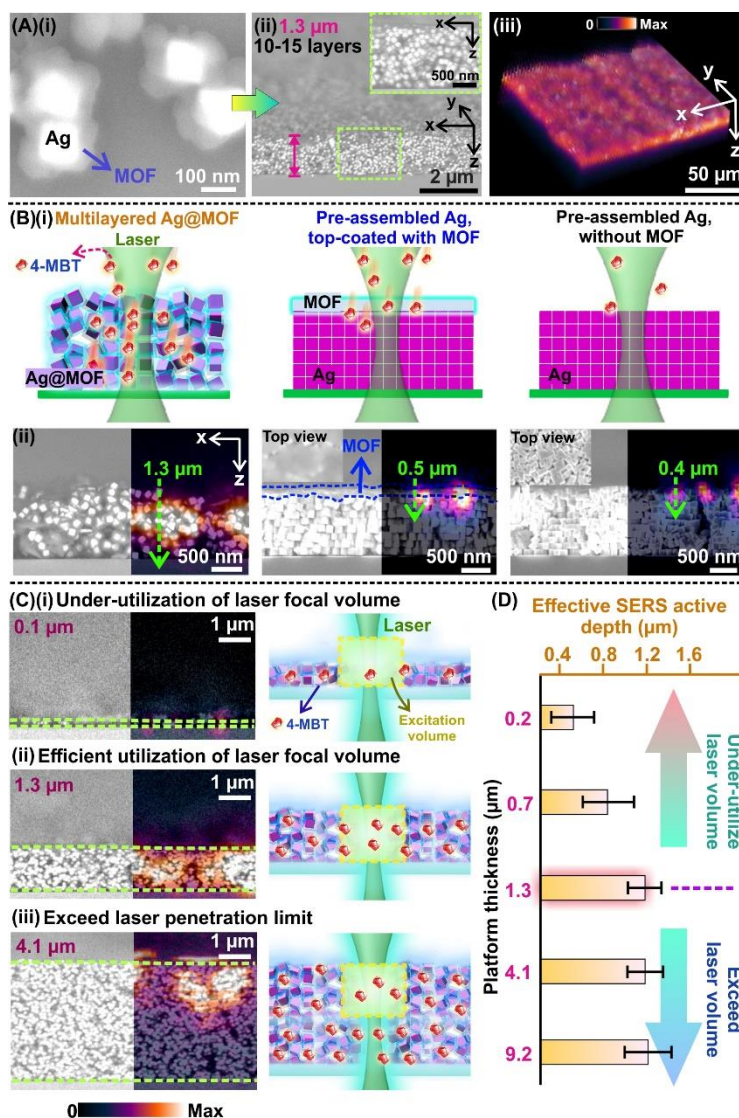 (A)(i)
Ag
MOF
100 nm
(ii) 1.3 μm
10-15 layers
x
z
500 nm
y
x
z
2 μm
(iii)
0 Max
y
x
z
50 μm
(B)(i) Multilayered Ag@MOF
Laser
4-MBT
Ag@MOF
Pre-assembled Ag,
top-coated with MOF
MOF
Ag
Pre-assembled Ag,
without MOF
Ag
(ii)
x
z
1.3 μm
500 nm
Top view
MOF
0.5 μm
500 nm
Top view
0.4 μm
500 nm
(C)(i) Under-utilization of laser focal volume
0.1 μm
1 μm
Laser
4-MBT
Excitation
volume
(ii) Efficient utilization of laser focal volume
1.3 μm
1 μm
(iii) Exceed laser penetration limit
4.1 μm
1 μm
0 Max
(D)
Effective SERS active
depth (μm)
0.4 0.8 1.2 1.6
Platform thickness (μm)
0.2
0.7
1.3
4.1
9.2
Under-utilize
laser volume
Exceed
laser volume